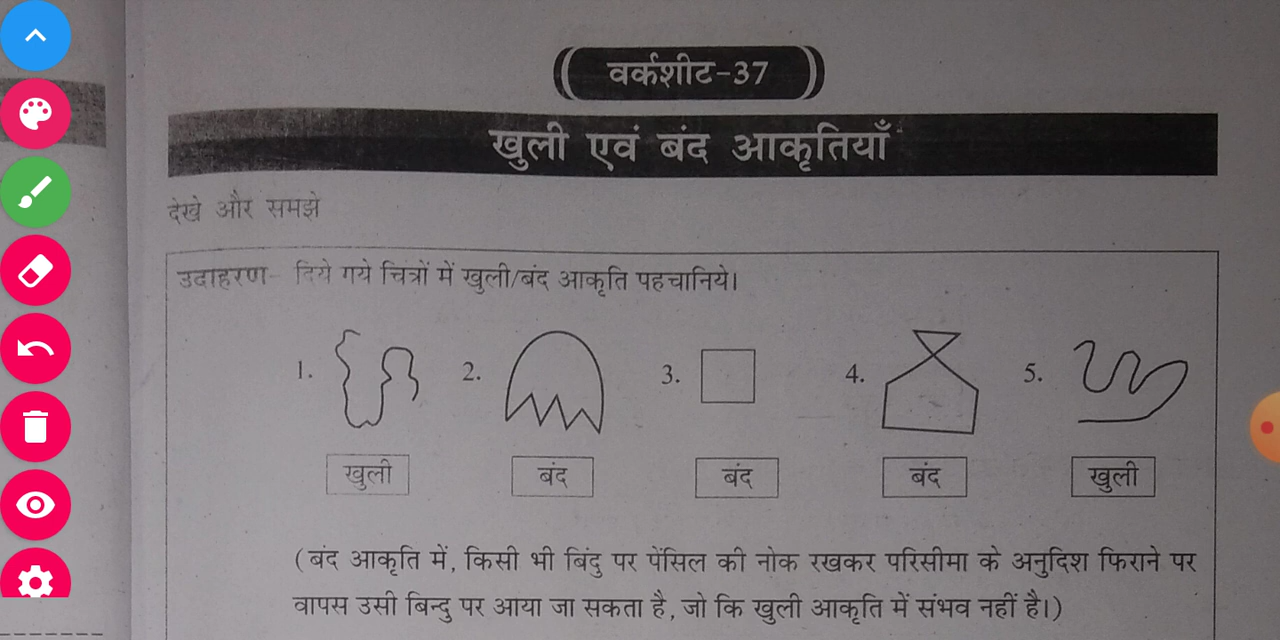 वर्कशीट-37
खुली एवं बंद आकृतियाँ
देखे और समझे
उदाहरण- दिये गये चित्रों में खुली/बंद आकृति पहचानिये।
1. 2. 3. 4. 5.
खुली बंद बंद बंद खुली
(बंद आकृति में, किसी भी बिंदु पर पेंसिल की नोक रखकर परिसीमा के अनुदिश फिराने पर
वापस उसी बिन्दु पर आया जा सकता है, जो कि खुली आकृति में संभव नहीं है।)